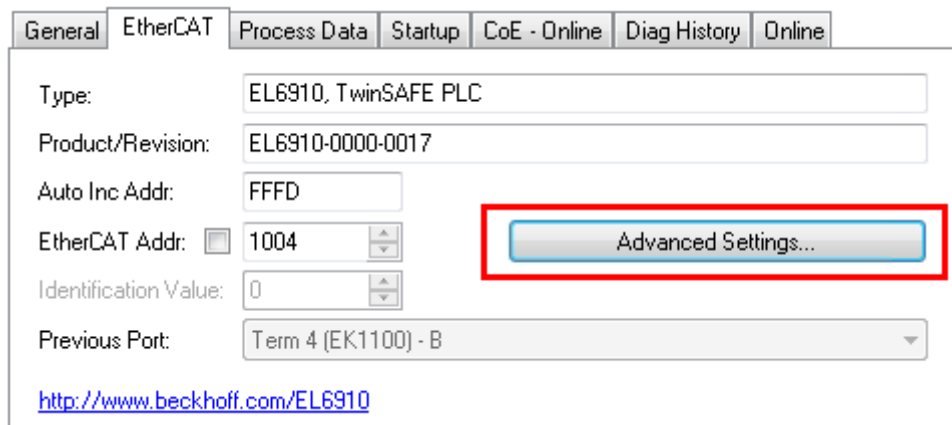 General EtherCAT Process Data Startup CoE - Online Diag History Online
Type: EL6910, TwinSAFE PLC
Product/Revision: EL6910-0000-0017
Auto Inc Addr: FFFD
EtherCAT Addr: 1004 Advanced Settings...
Identification Value: 0
Previous Port: Term 4 (EK1100) - B
http://www.beckhoff.com/EL6910